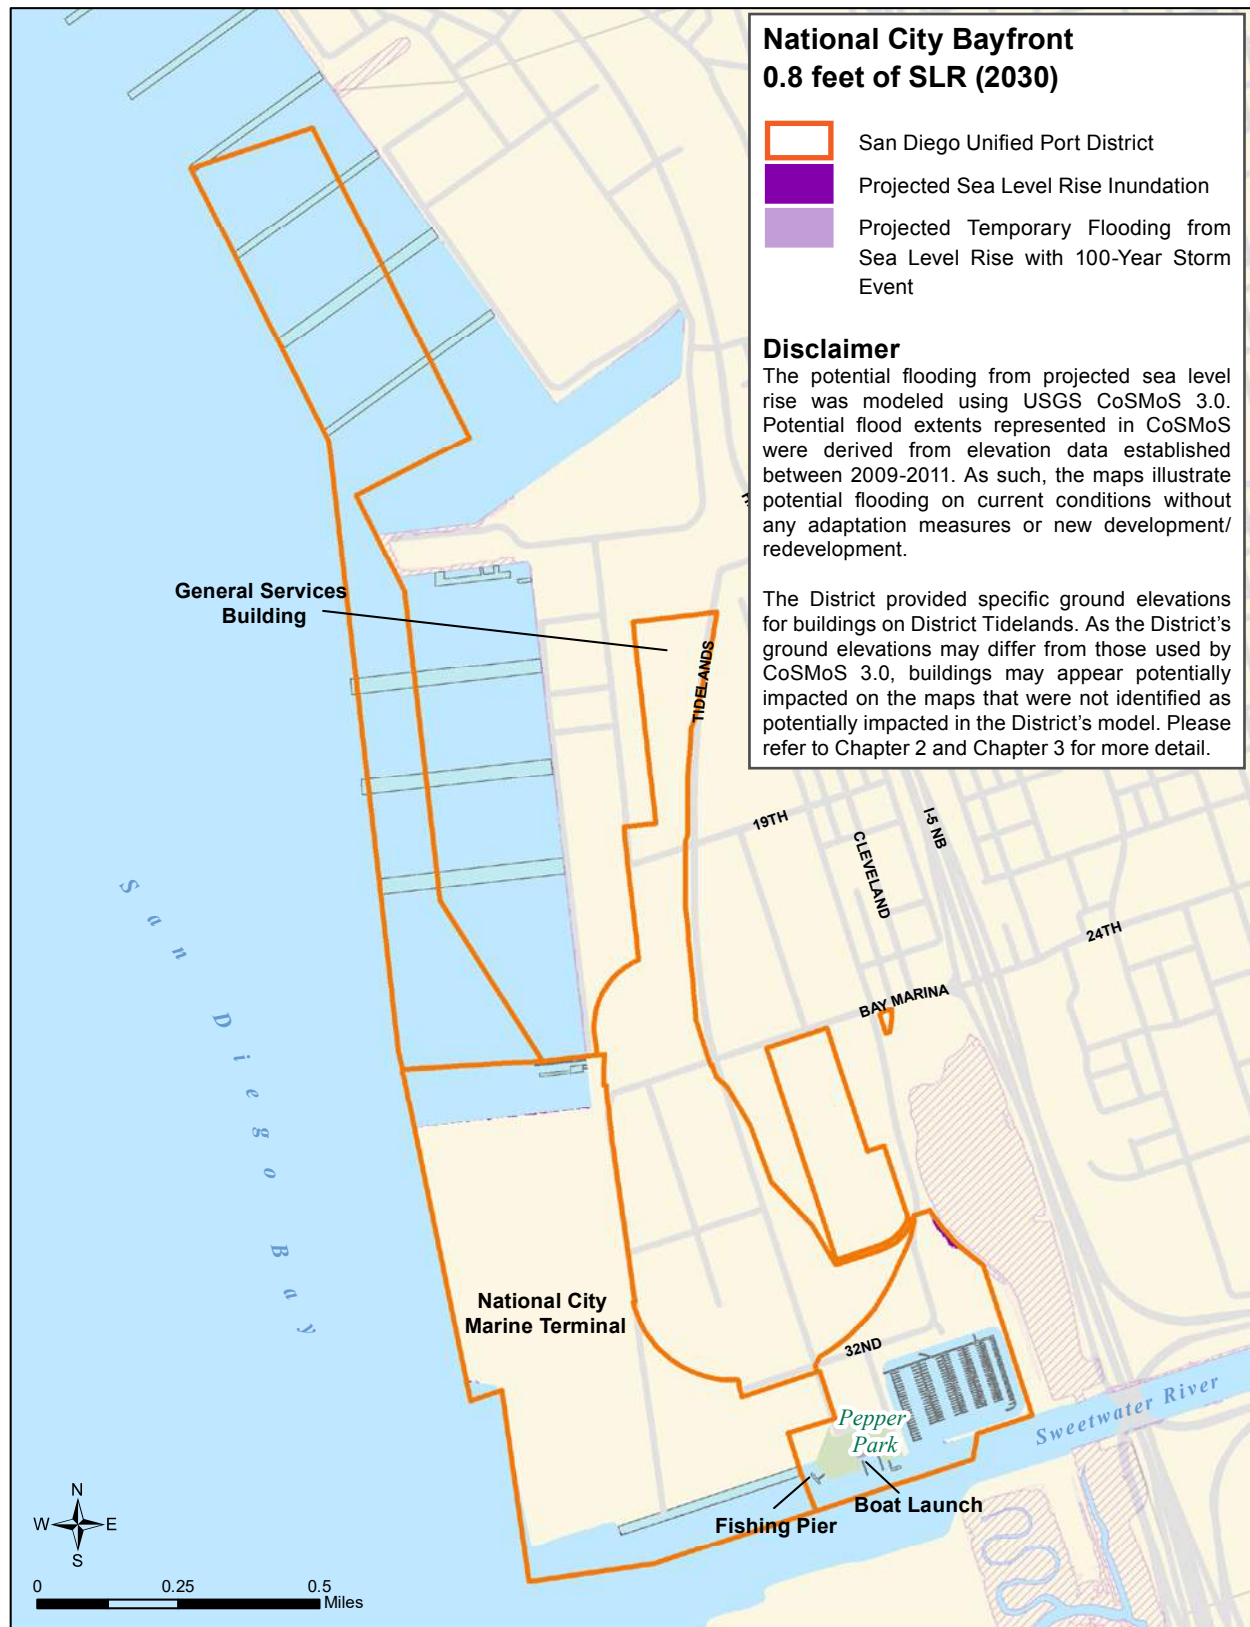 National City Bayfront
0.8 feet of SLR (2030)
San Diego Unified Port District
Projected Sea Level Rise Inundation
Projected Temporary Flooding from
Sea Level Rise with 100-Year Storm
Event
Disclaimer
The potential flooding from projected sea level
rise was modeled using USGS CoSMoS 3.0.
Potential flood extents represented in CoSMoS
were derived from elevation data established
between 2009-2011. As such, the maps illustrate
potential flooding on current conditions without
any adaptation measures or new development/
redevelopment.
The District provided specific ground elevations
for buildings on District Tidelands. As the District’s
ground elevations may differ from those used by
CoSMoS 3.0, buildings may appear potentially
impacted on the maps that were not identified as
potentially impacted in the District’s model. Please
refer to Chapter 2 and Chapter 3 for more detail.
General Services
Building
TIDELANDS
19TH
CLEVELAND
I-5 NB
24TH
BAY MARINA
San Diego Bay
National City
Marine Terminal
32ND
Pepper
Park
Sweetwater River
Boat Launch
Fishing Pier
N
W E
S
0 0.25 0.5
Miles